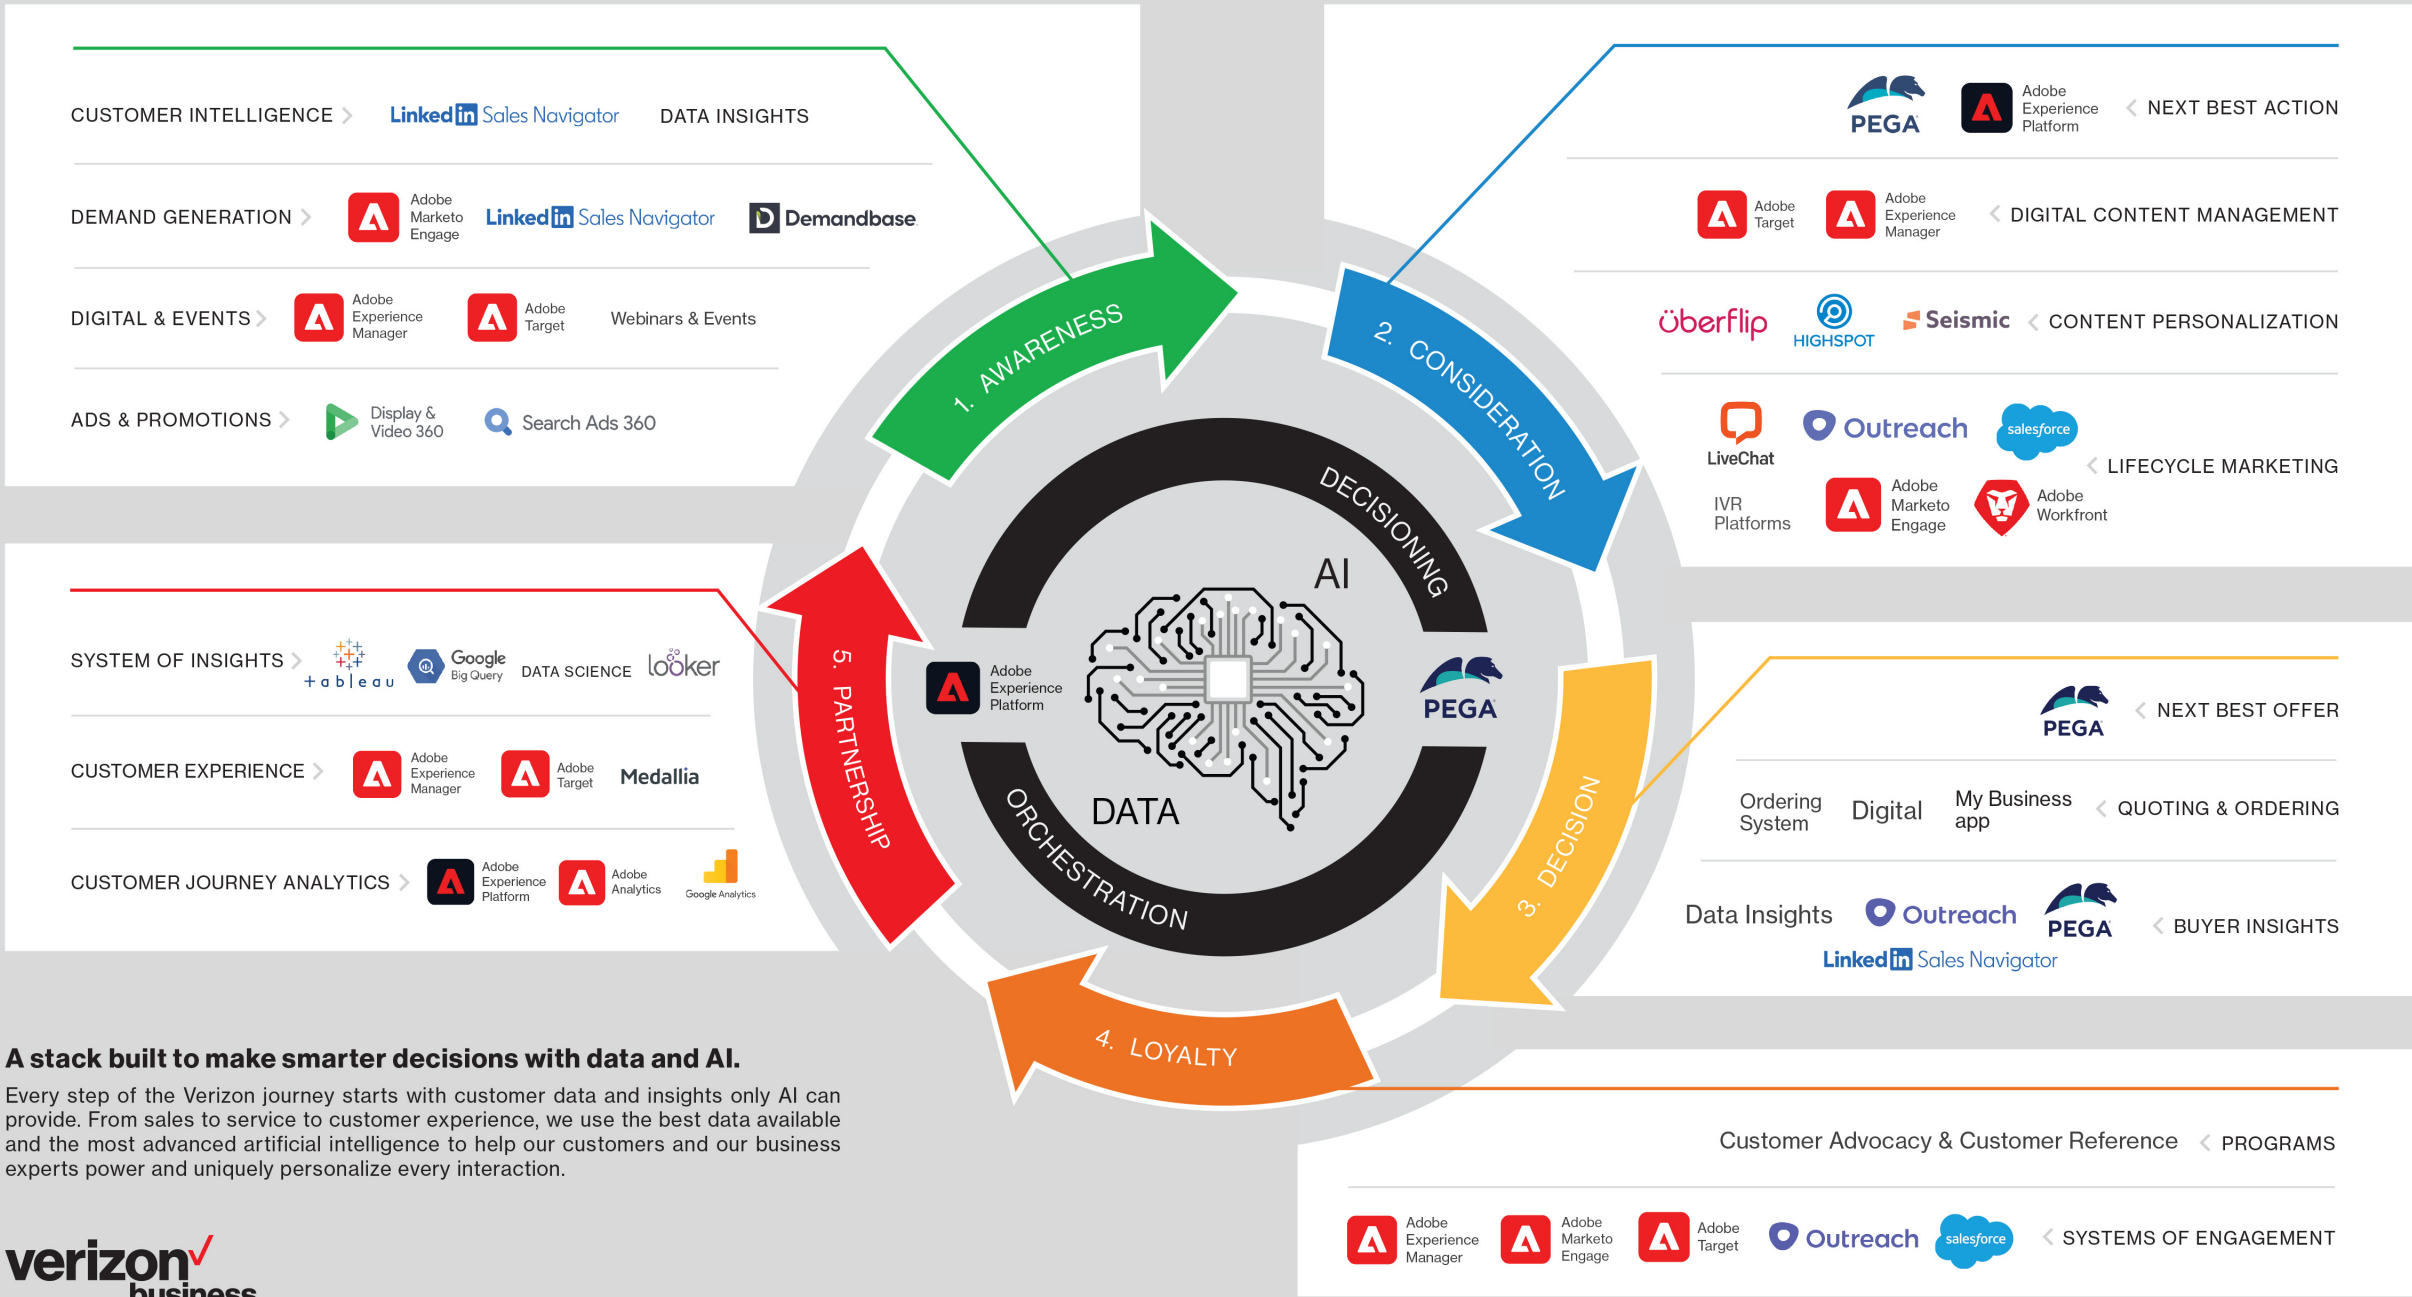 CUSTOMER INTELLIGENCE
Linked in Sales Navigator
DATA INSIGHTS
DEMAND GENERATION
Adobe
Marketo
Engage
Linked in Sales Navigator
Demandbase
DIGITAL & EVENTS
Adobe
Experience
Manager
Adobe
Target
Webinars & Events
ADS & PROMOTIONS
Display &
Video 360
Search Ads 360
1. AWARENESS
PEGA
Adobe
Experience
Platform
NEXT BEST ACTION
Adobe
Target
Adobe
Experience
Manager
DIGITAL CONTENT MANAGEMENT
überflip
HIGHSPOT
Seismic
CONTENT PERSONALIZATION
LiveChat
Outreach
salesforce
IVR
Platforms
Adobe
Marketo
Engage
Adobe
Workfront
LIFECYCLE MARKETING
2. CONSIDERATION
DECISIONING
AI
Adobe
Experience
Platform
PEGA
DATA
ORCHESTRATION
PEGA
NEXT BEST OFFER
Ordering
System
Digital
My Business
app
QUOTING & ORDERING
Data Insights
Outreach
PEGA
Linked in Sales Navigator
BUYER INSIGHTS
3. DECISION
4. LOYALTY
Customer Advocacy & Customer Reference
PROGRAMS
Adobe
Experience
Manager
Adobe
Marketo
Engage
Adobe
Target
Outreach
salesforce
SYSTEMS OF ENGAGEMENT
5. PARTNERSHIP
SYSTEM OF INSIGHTS
+ableau
Google
Big Query
DATA SCIENCE
looker
CUSTOMER EXPERIENCE
Adobe
Experience
Manager
Adobe
Target
Medallia
CUSTOMER JOURNEY ANALYTICS
Adobe
Experience
Platform
Adobe
Analytics
Google Analytics
A stack built to make smarter decisions with data and AI.
Every step of the Verizon journey starts with customer data and insights only AI can
provide. From sales to service to customer experience, we use the best data available
and the most advanced artificial intelligence to help our customers and our business
experts power and uniquely personalize every interaction.
verizon
business